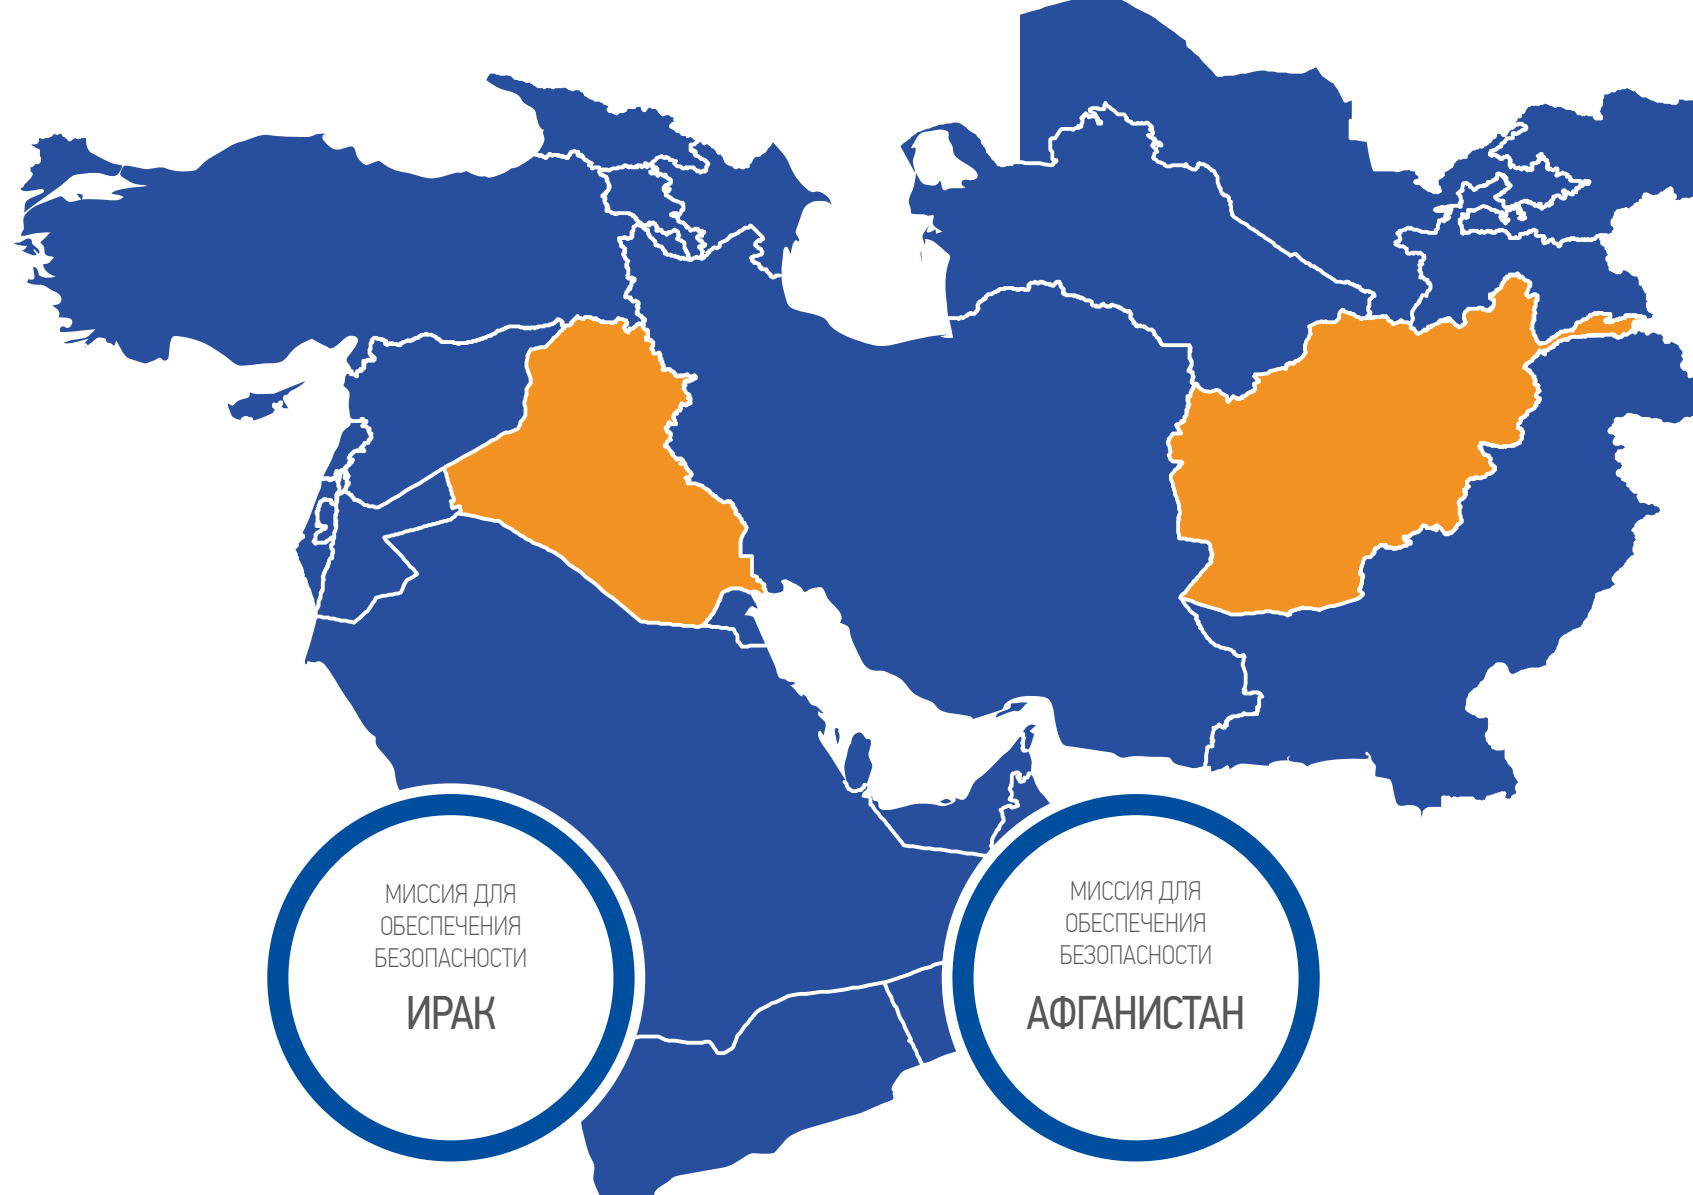 МИССИЯ ДЛЯ
ОБЕСПЕЧЕНИЯ
БЕЗОПАСНОСТИ
ИРАК
МИССИЯ ДЛЯ
ОБЕСПЕЧЕНИЯ
БЕЗОПАСНОСТИ
АФГАНИСТАН